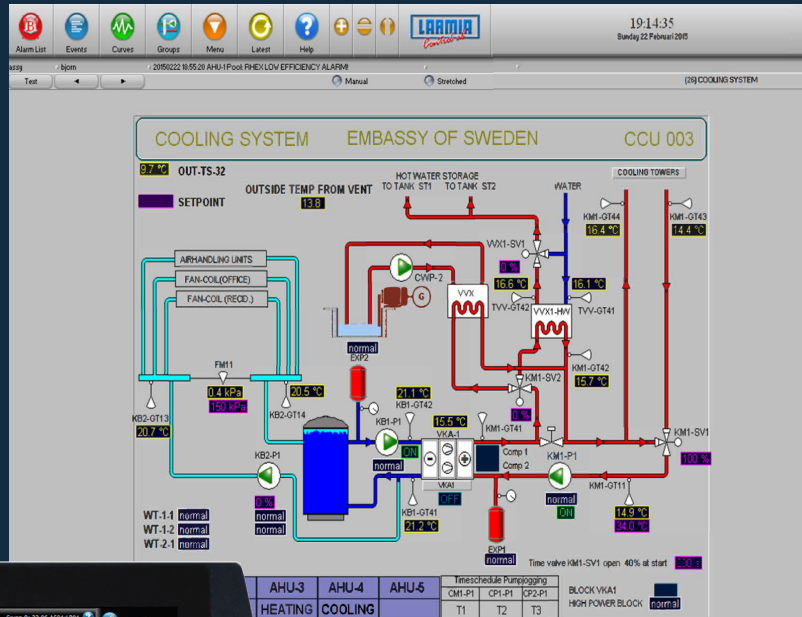 Alarm List Events Curves Groups Menu Latest Help
LARMIA
Control ab
19:14:35
Sunday 22 Februari 2015
assy bjorn 20150222 18:55:20 AHU-1 Pool: RHEX LOW EFFICIENCY ALARM!
Text Manual Stretched (26) COOLING SYSTEM
COOLING SYSTEM EMBASSY OF SWEDEN CCU 003
9.7 °C OUT-TS-32
SETPOINT
OUTSIDE TEMP FROM VENT
13.8
HOT WATER STORAGE
TO TANK ST1 TO TANK ST2
WATER
COOLING TOWERS
KM1-GT44
16.4 °C
KM1-GT43
14.4 °C
AIRHANDLING UNITS
FAN-COIL(OFFICE)
FAN-COIL (RECID.)
VVX1-SV1
0 %
CWP-2
G
VVX
16.6 °C
TVV-GT42
16.1 °C
TVV-GT41
VVX1-HW
normal
EXP2
FM11
0.4 kPa
150 kPa
20.5 °C
KB2-GT14
KB2-GT13
20.7 °C
KM1-GT42
15.7 °C
KM1-SV2
0 %
21.1 °C
KB1-GT42
KB1-P1
ON
normal
15.5 °C
VKA-1
KM1-GT41
Comp 1
Comp 2
VKA1
OFF
KM1-P1
normal
ON
KM1-SV1
100 %
KM1-GT11
14.9 °C
34.0 °C
KB2-P1
0 %
normal
normal
KB1-GT41
21.2 °C
WT-1-1 normal
WT-1-2 normal
WT-2-1 normal
EXP1
normal
Time valve KM1-SV1 open 40% at start
AHU-3 AHU-4 AHU-5
HEATING COOLING
Timeschedule Pumpjogging
CM1-P1 CP1-P1 CP2-P1
T1 T2 T3
BLOCK VKA1
HIGH POWER BLOCK normal